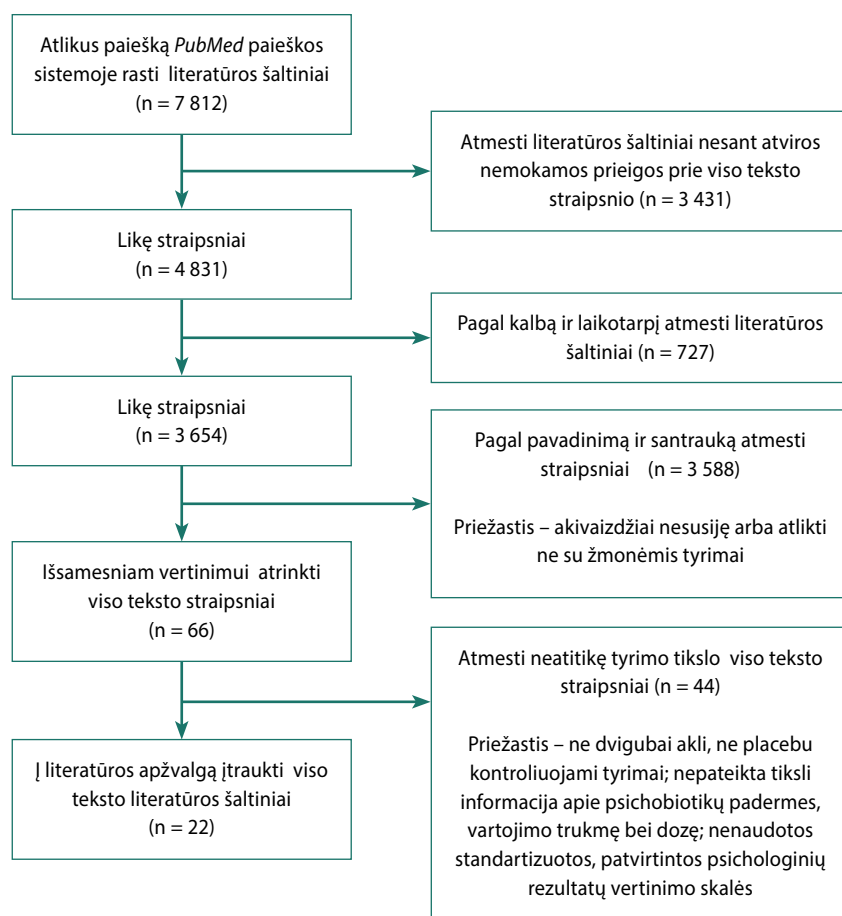 Atlikus paiešką PubMed paieškos
sistemoje rasti literatūros šaltiniai
(n = 7 812)
Atmesti literatūros šaltiniai nesant atviros
nemokamos prieigos prie viso teksto
straipsnio (n = 3 431)
Likę straipsniai
(n = 4 831)
Pagal kalbą ir laikotarpį atmesti literatūros
šaltiniai (n = 727)
Likę straipsniai
(n = 3 654)
Pagal pavadinimą ir santrauką atmesti
straipsniai (n = 3 588)
Priežastis – akivaizdžiai nesusiję arba atlikti
ne su žmonėmis tyrimai
Išsamesniam vertinimui atrinkti
viso teksto straipsniai
(n = 66)
Atmesti neatitikę tyrimo tikslo viso teksto
straipsniai (n = 44)
Priežastis – ne dvigubai akli, ne placebu
kontroliuojami tyrimai; nepateikta tiksli
informacija apie psichobiotikų padermes,
vartojimo trukmę bei dozę; nenaudotos
standartizuotos, patvirtintos psichologinių
rezultatų vertinimo skalės
Į literatūros apžvalgą įtraukti viso
teksto literatūros šaltiniai
(n = 22)